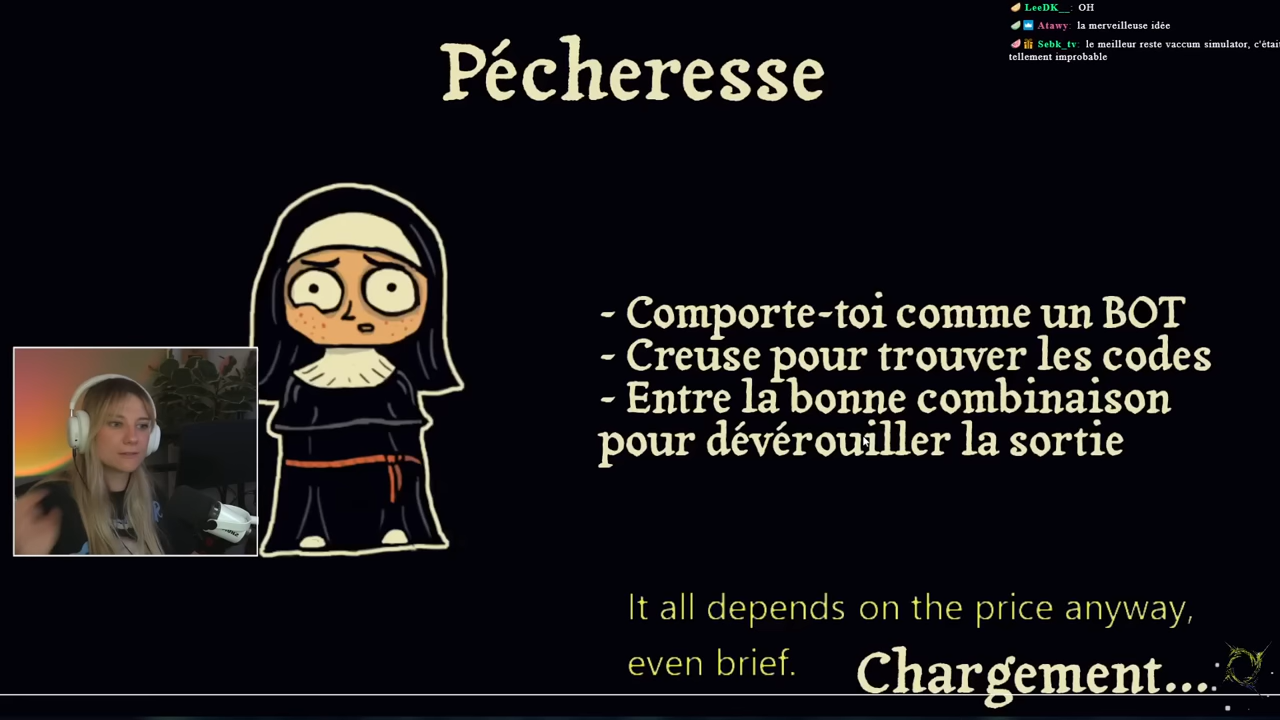 LeeDK__: OH
Atawy: la merveilleuse idée
Sebk_tv: le meilleur reste vaccum simulator, c'étai
tellement improbable
Pécheresse
- Comporte-toi comme un BOT
- Creuse pour trouver les codes
- Entre la bonne combinaison
pour dévérouiller la sortie
It all depends on the price anyway,
even brief.
Chargement...